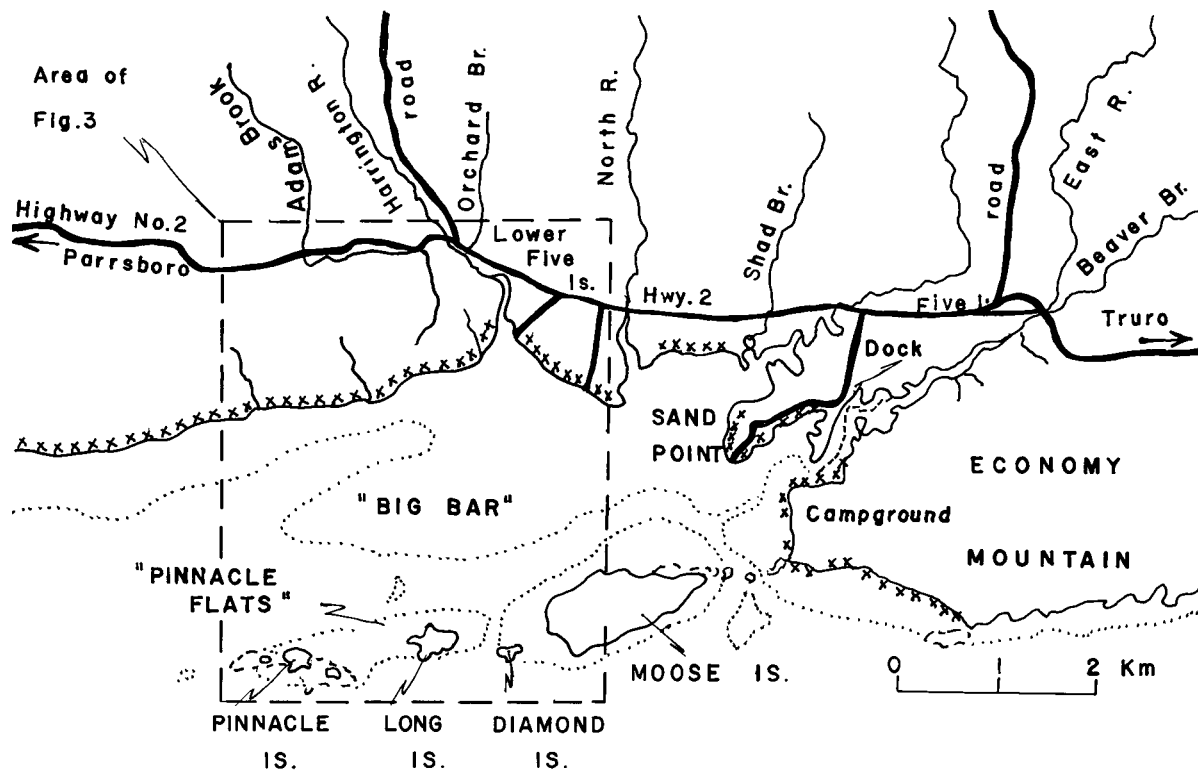 Area of
Fig.3
Adams Brook
Harrington R.
road
Orchard Br.
North R.
Shad Br.
road
East R.
Beaver Br.
Highway No.2
Parrsboro
Lower
Five
Is.
Hwy.2
Five I.
Truro
Dock
SAND
POINT
ECONOMY
MOUNTAIN
Campground
"BIG BAR"
"PINNACLE
FLATS"
MOOSE IS.
0 1 2 Km
PINNACLE
IS.
LONG
IS.
DIAMOND
IS.